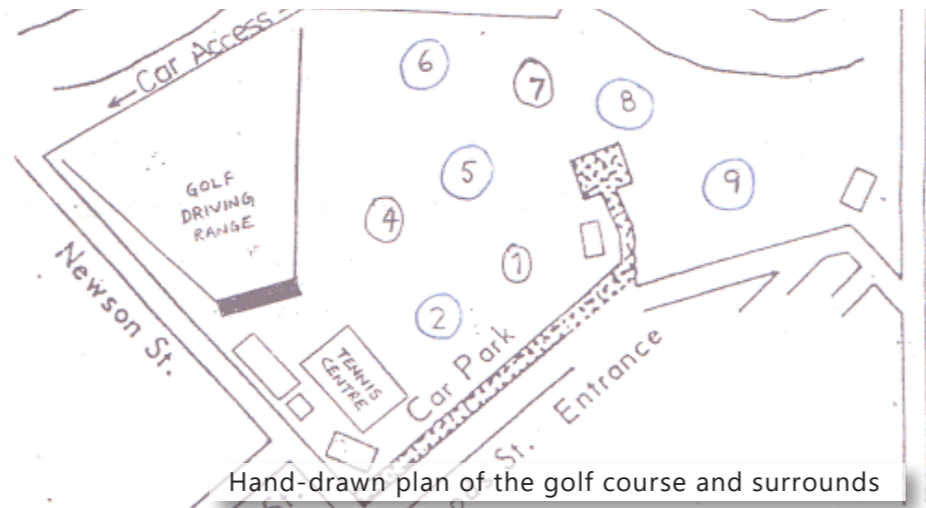 ← Car Access
6
7
8
GOLF
DRIVING
RANGE
5
9
4
1
2
Newson St.
TENNIS
CENTRE
Car Park
St. Entrance
St.
Hand-drawn plan of the golf course and surrounds